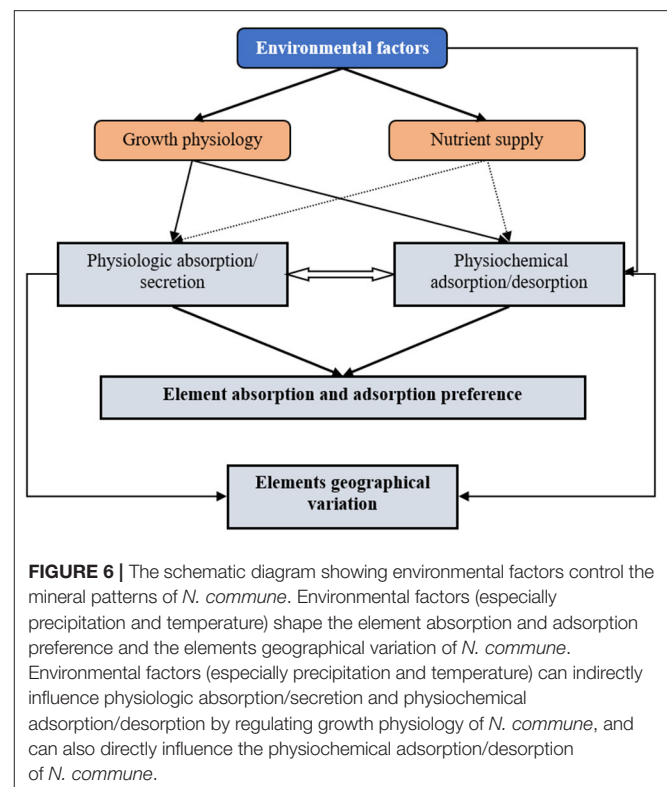 Environmental factors
Growth physiology
Nutrient supply
Physiologic absorption/
secretion
Physiochemical
adsorption/desorption
Element absorption and adsorption preference
Elements geographical
variation
FIGURE 6 | The schematic diagram showing environmental factors control the
mineral patterns of N. commune. Environmental factors (especially
precipitation and temperature) shape the element absorption and adsorption
preference and the elements geographical variation of N. commune.
Environmental factors (especially precipitation and temperature) can indirectly
influence physiologic absorption/secretion and physiochemical
adsorption/desorption by regulating growth physiology of N. commune, and
can also directly influence the physiochemical adsorption/desorption
of N. commune.